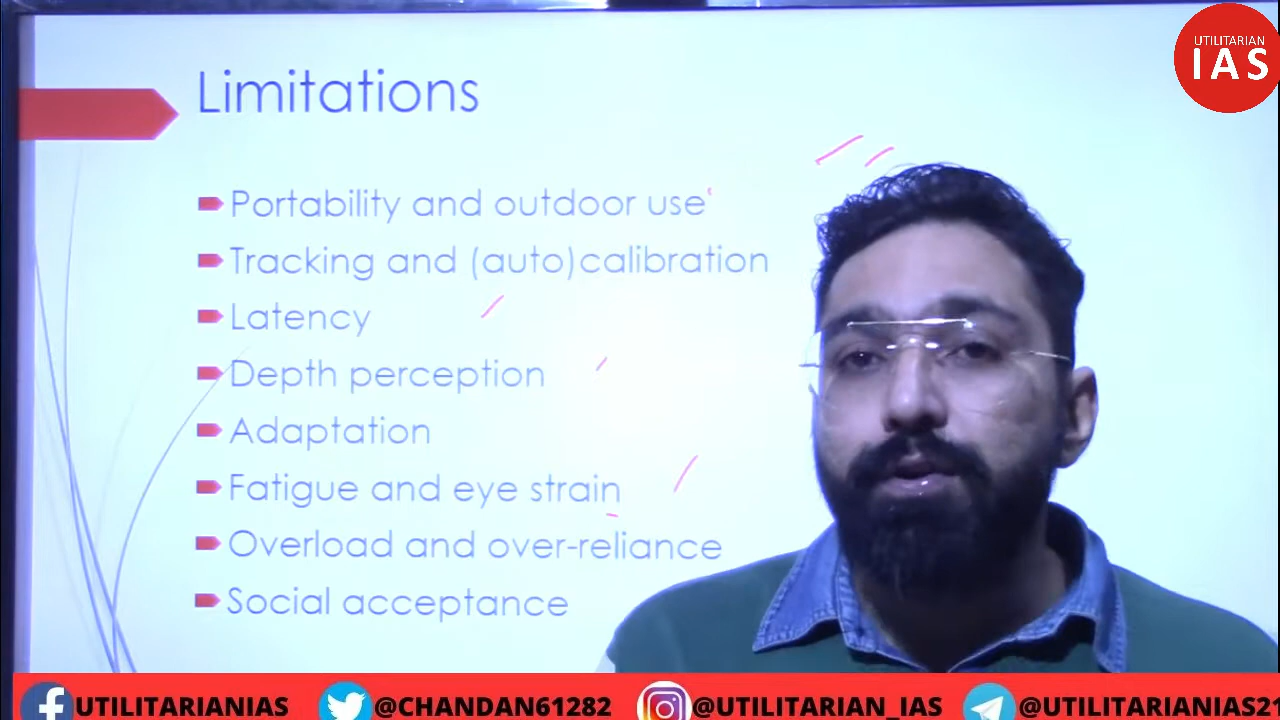 UTILITARIAN
IAS
Limitations
Portability and outdoor use
Tracking and (auto)calibration
Latency
Depth perception
Adaptation
Fatigue and eye strain
Overload and over-reliance
Social acceptance
UTILITARIANIAS @CHANDAN61282 @UTILITARIAN_IAS @UTILITARIANIAS21